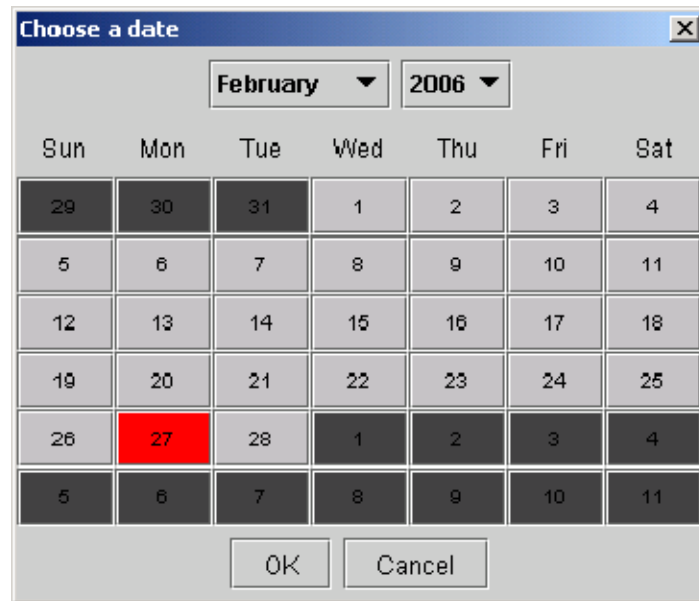 Choose a date
February 2006
Sun Mon Tue Wed Thu Fri Sat
29 30 31 1 2 3 4
5 6 7 8 9 10 11
12 13 14 15 16 17 18
19 20 21 22 23 24 25
26 27 28 1 2 3 4
5 6 7 8 9 10 11
OK Cancel